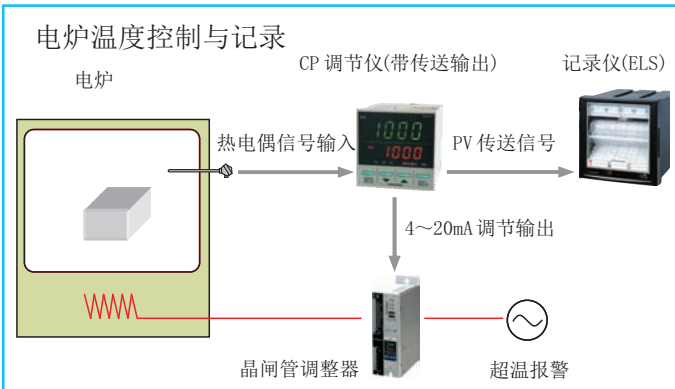 电炉温度控制与记录
电炉
CP 调节仪(带传送输出)
记录仪(ELS)
1000
1000
热电偶信号输入
PV 传送信号
4～20mA 调节输出
晶闸管调整器
超温报警